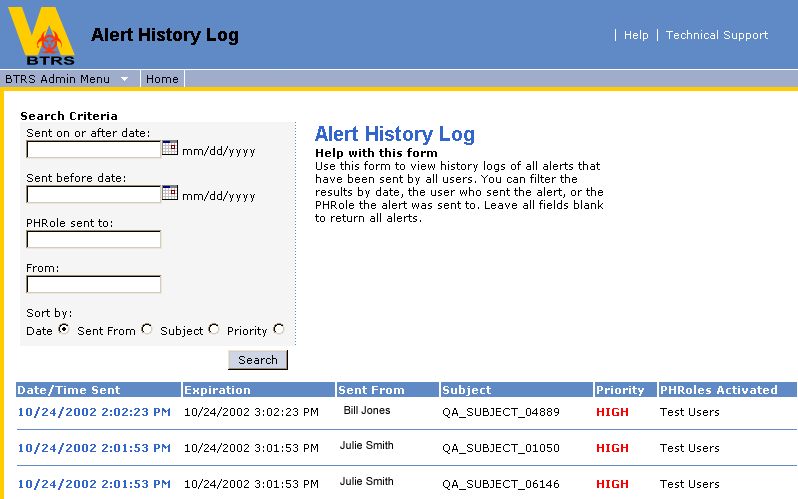 VA
BTRS
Alert History Log
| Help | Technical Support
BTRS Admin Menu Home
Search Criteria
Sent on or after date:
mm/dd/yyyy
Sent before date:
mm/dd/yyyy
PHRole sent to:
From:
Sort by:
Date Sent From Subject Priority
Search
Alert History Log
Help with this form
Use this form to view history logs of all alerts that
have been sent by all users. You can filter the
results by date, the user who sent the alert, or the
PHRole the alert was sent to. Leave all fields blank
to return all alerts.
Date/Time Sent Expiration Sent From Subject Priority PHRoles Activated
10/24/2002 2:02:23 PM 10/24/2002 3:02:23 PM Bill Jones QA_SUBJECT_04889 HIGH Test Users
10/24/2002 2:01:53 PM 10/24/2002 3:01:53 PM Julie Smith QA_SUBJECT_01050 HIGH Test Users
10/24/2002 2:01:53 PM 10/24/2002 3:01:53 PM Julie Smith QA_SUBJECT_06146 HIGH Test Users